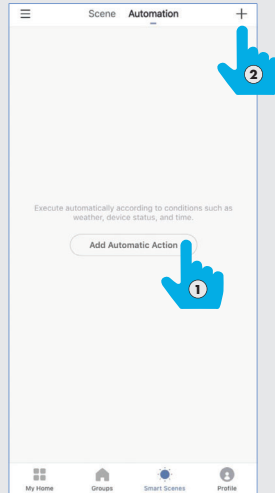 Scene Automation
2
Execute automatically according to conditions such as
weather, device status, and time.
Add Automatic Action
1
My Home Groups Smart Scenes Profile